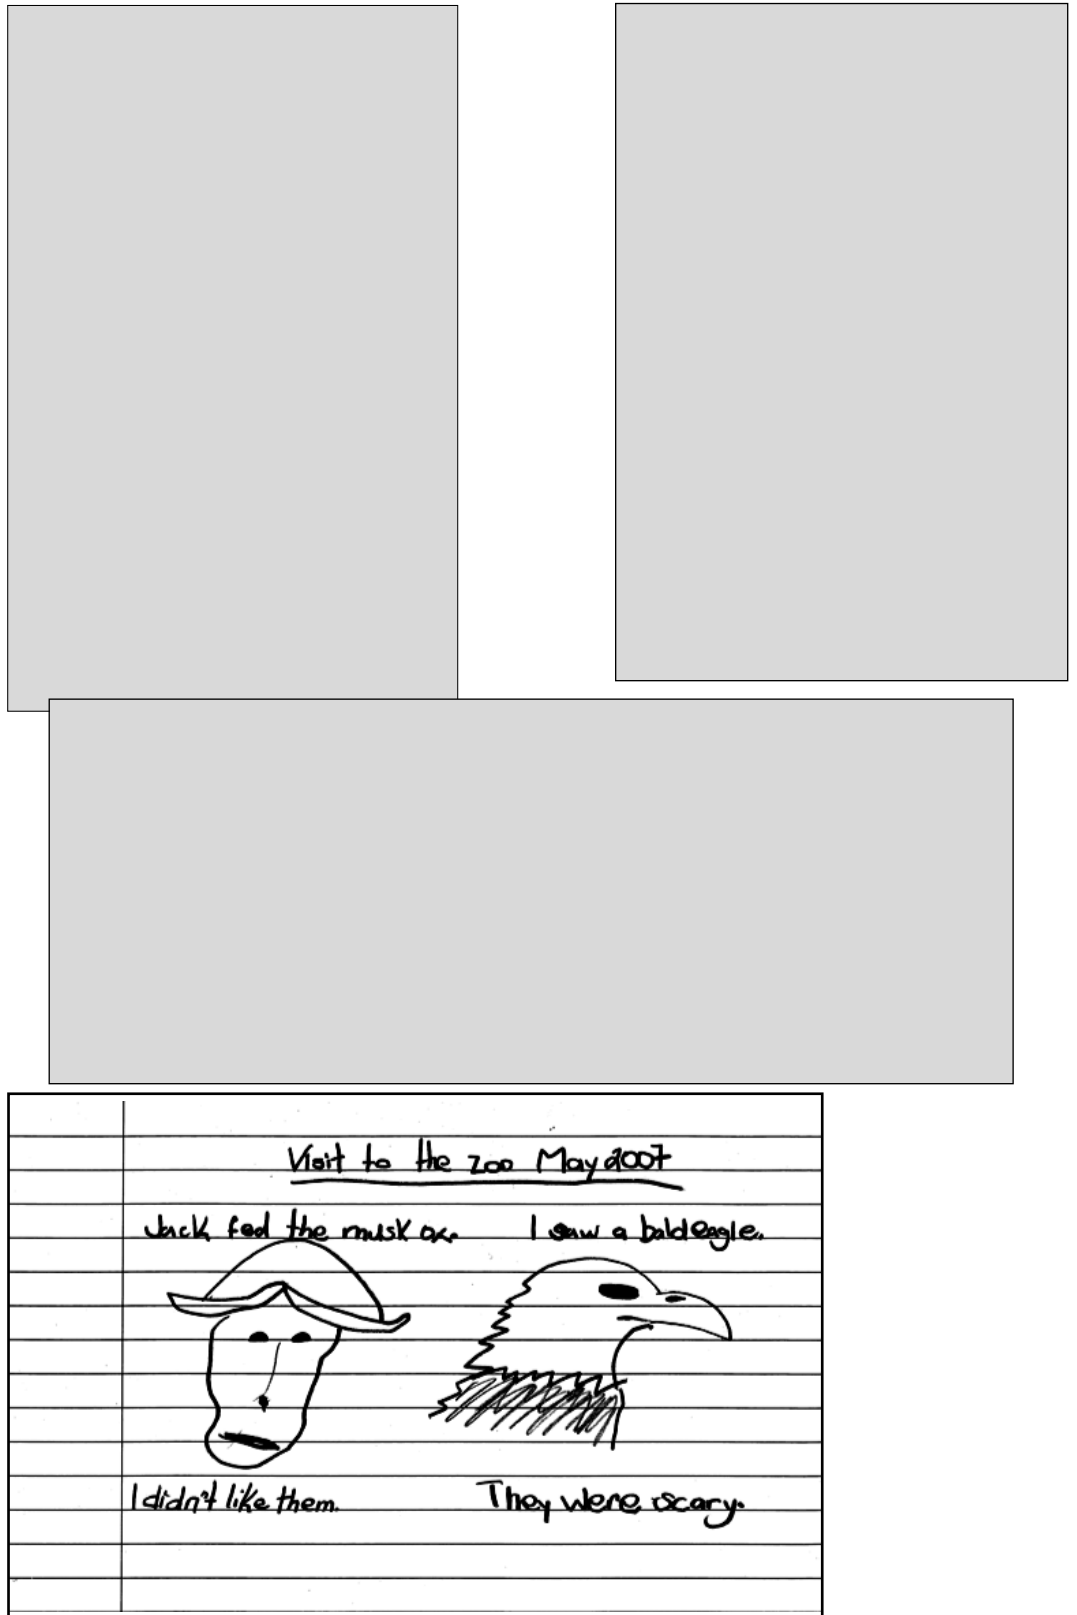 Visit to the zoo May 2007
Jack fed the musk ox. I saw a bald eagle.
I didn't like them. They were scary.